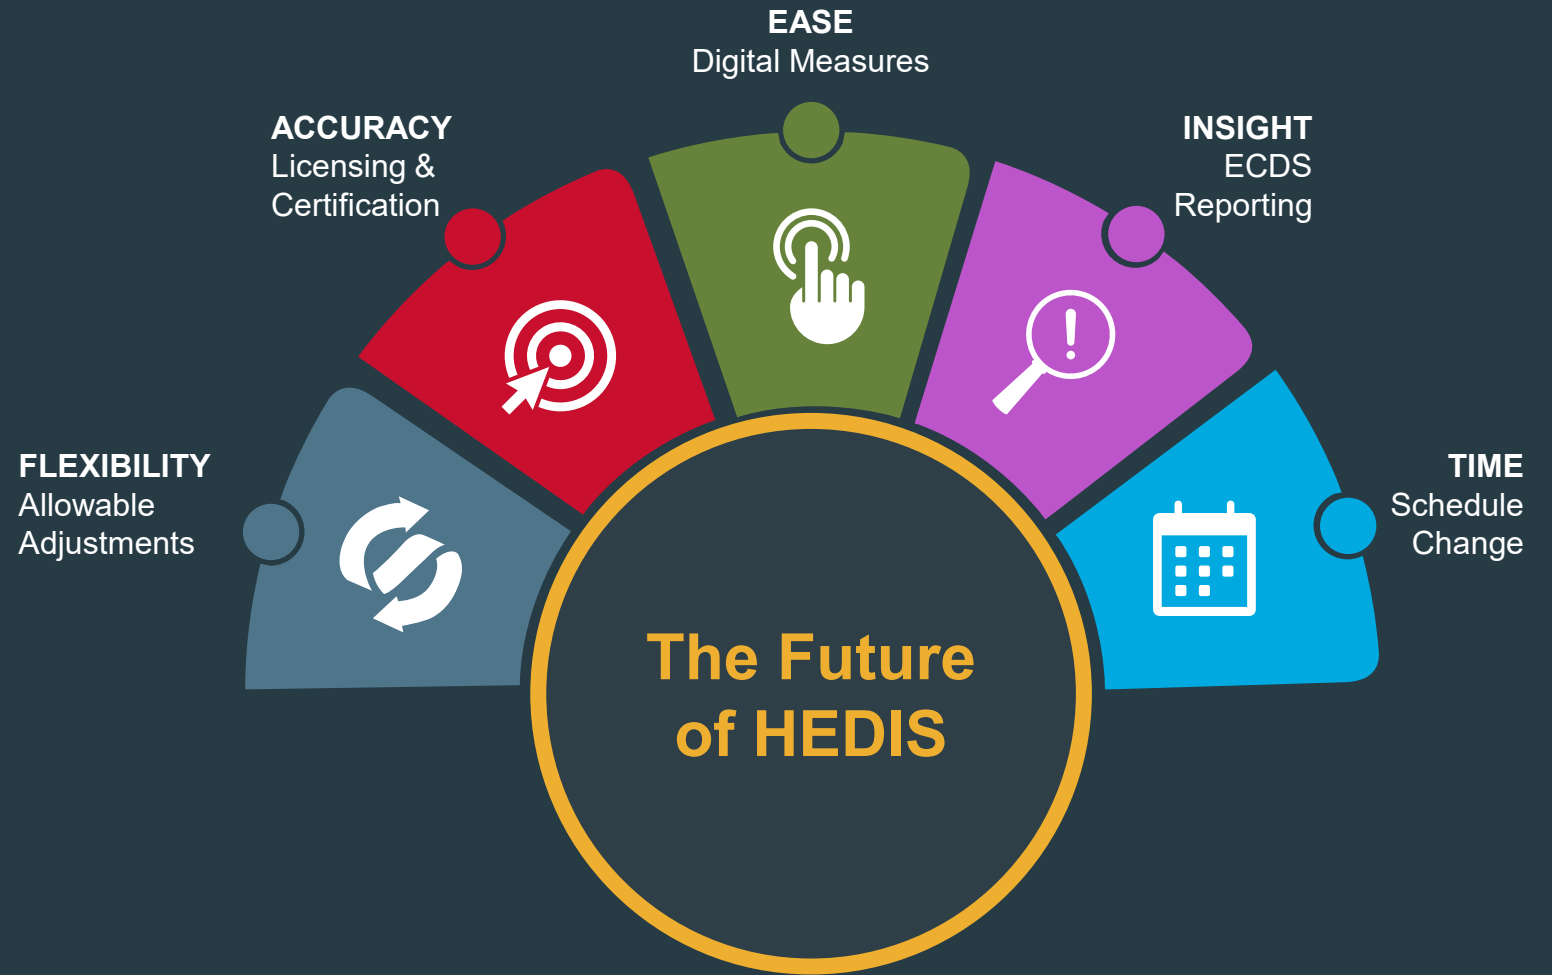 EASE
Digital Measures
ACCURACY
Licensing &
Certification
INSIGHT
ECDS
Reporting
FLEXIBILITY
Allowable
Adjustments
TIME
Schedule
Change
The Future
of HEDIS